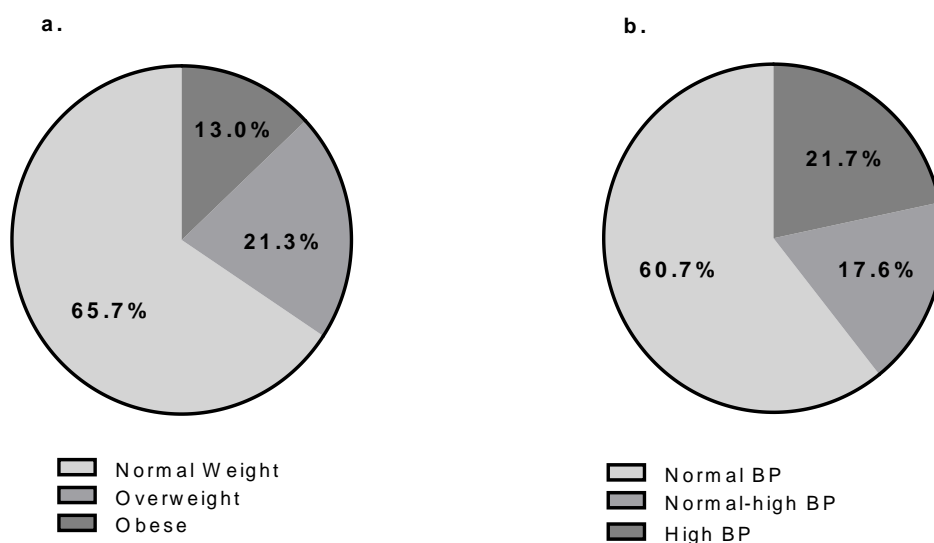 a.
13.0%
21.3%
65.7%
Normal Weight
Overweight
Obese
b.
21.7%
60.7%
17.6%
Normal BP
Normal-high BP
High BP